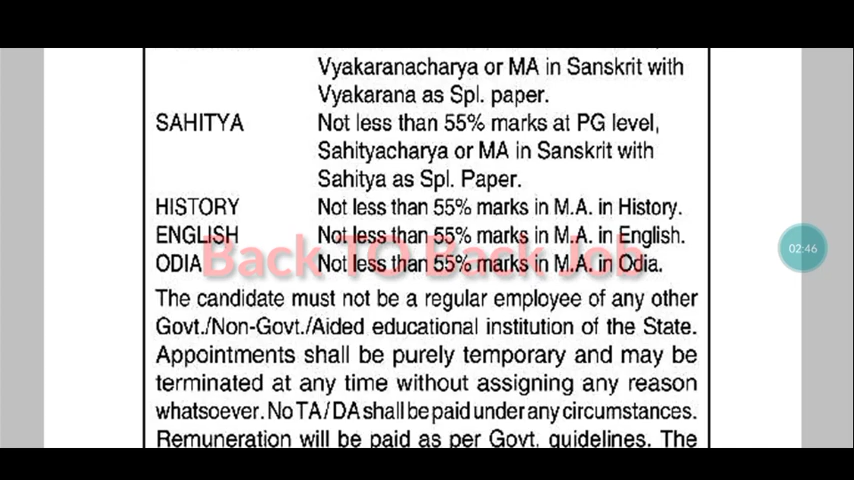 Vyakaranacharya or MA in Sanskrit with
Vyakarana as Spl. paper.
SAHITYA Not less than 55% marks at PG level,
Sahityacharya or MA in Sanskrit with
Sahitya as Spl. Paper.
HISTORY Not less than 55% marks in M.A. in History.
ENGLISH Not less than 55% marks in M.A. in English.
Back TO Back Job
02:46
ODIA Not less than 55% marks in M.A. in Odia.
The candidate must not be a regular employee of any other
Govt./Non-Govt./Aided educational institution of the State.
Appointments shall be purely temporary and may be
terminated at any time without assigning any reason
whatsoever. No TA/DA shall be paid under any circumstances.
Remuneration will be paid as per Govt. guidelines. The